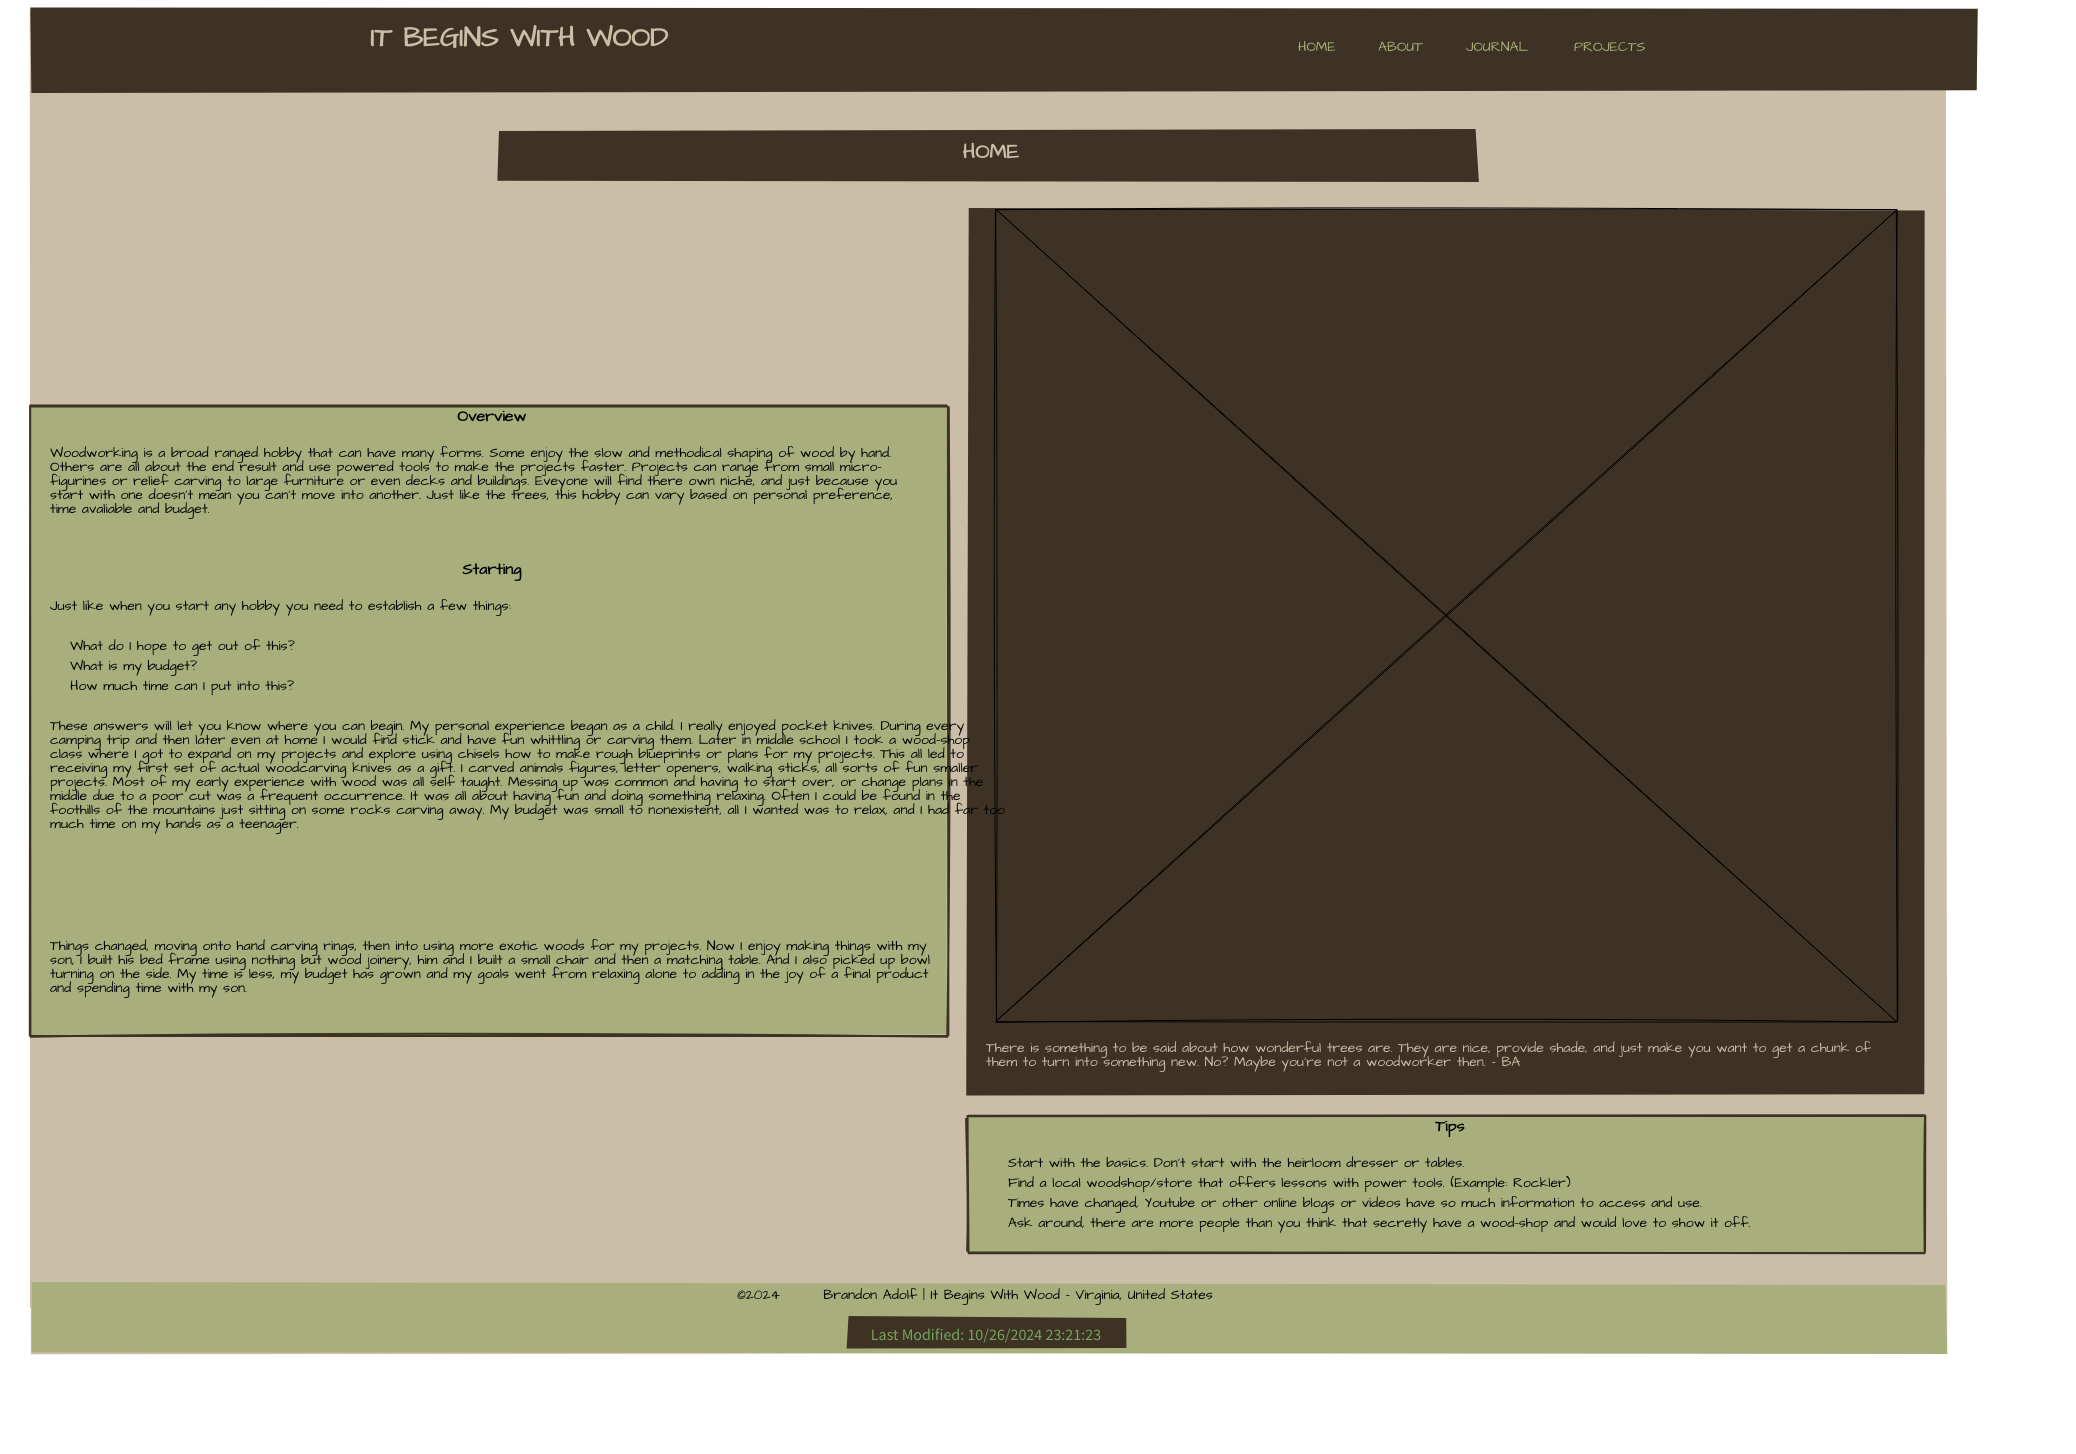 IT BEGINS WITH WOOD
HOME ABOUT JOURNAL PROJECTS
HOME
Overview
Woodworking is a broad ranged hobby that can have many forms. Some enjoy the slow and methodical shaping of wood by hand.
Others are all about the end result and use powered tools to make the projects faster. Projects can range from small micro-
figurines or relief carving to large furniture or even decks and buildings. Eveyone will find there own niche, and just because you
start with one doesn't mean you can't move into another. Just like the trees, this hobby can vary based on personal preference,
time avaliable and budget.
Starting
Just like when you start any hobby you need to establish a few things:
What do I hope to get out of this?
What is my budget?
How much time can I put into this?
These answers will let you know where you can begin. My personal experience began as a child. I really enjoyed pocket knives. During every
camping trip and then later even at home I would find stick and have fun whittling or carving them. Later in middle school I took a wood-shop
class where I got to expand on my projects and explore using chisels how to make rough blueprints or plans for my projects. This all led to
receiving my first set of actual woodcarving knives as a gift. I carved animals figures, letter openers, walking sticks, all sorts of fun smaller
projects. Most of my early experience with wood was all self taught. Messing up was common and having to start over, or change plans in the
middle due to a poor cut was a frequent occurrence. It was all about having fun and doing something relaxing. Often I could be found in the
foothills of the mountains just sitting on some rocks carving away. My budget was small to nonexistent, all I wanted was to relax, and I had far too
much time on my hands as a teenager.
Things changed, moving onto hand carving rings, then into using more exotic woods for my projects. Now I enjoy making things with my
son, I built his bed frame using nothing but wood joinery, him and I built a small chair and then a matching table. And I also picked up bowl
turning on the side. My time is less, my budget has grown and my goals went from relaxing alone to adding in the joy of a final product
and spending time with my son.
There is something to be said about how wonderful trees are. They are nice, provide shade, and just make you want to get a chunk of
them to turn into something new. No? Maybe you're not a woodworker then. - BA
Tips
Start with the basics. Don't start with the heirloom dresser or tables.
Find a local woodshop/store that offers lessons with power tools. (Example: Rockler)
Times have changed, Youtube or other online blogs or videos have so much information to access and use.
Ask around, there are more people than you think that secretly have a wood-shop and would love to show it off.
©2024 Brandon Adolf | It Begins With Wood - Virginia, United States
Last Modified: 10/26/2024 23:21:23